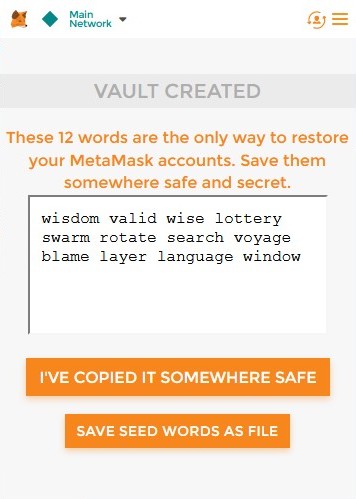 Main
Network
VAULT CREATED
These 12 words are the only way to restore
your MetaMask accounts. Save them
somewhere safe and secret.
wisdom valid wise lottery
swarm rotate search voyage
blame layer language window
I'VE COPIED IT SOMEWHERE SAFE
SAVE SEED WORDS AS FILE